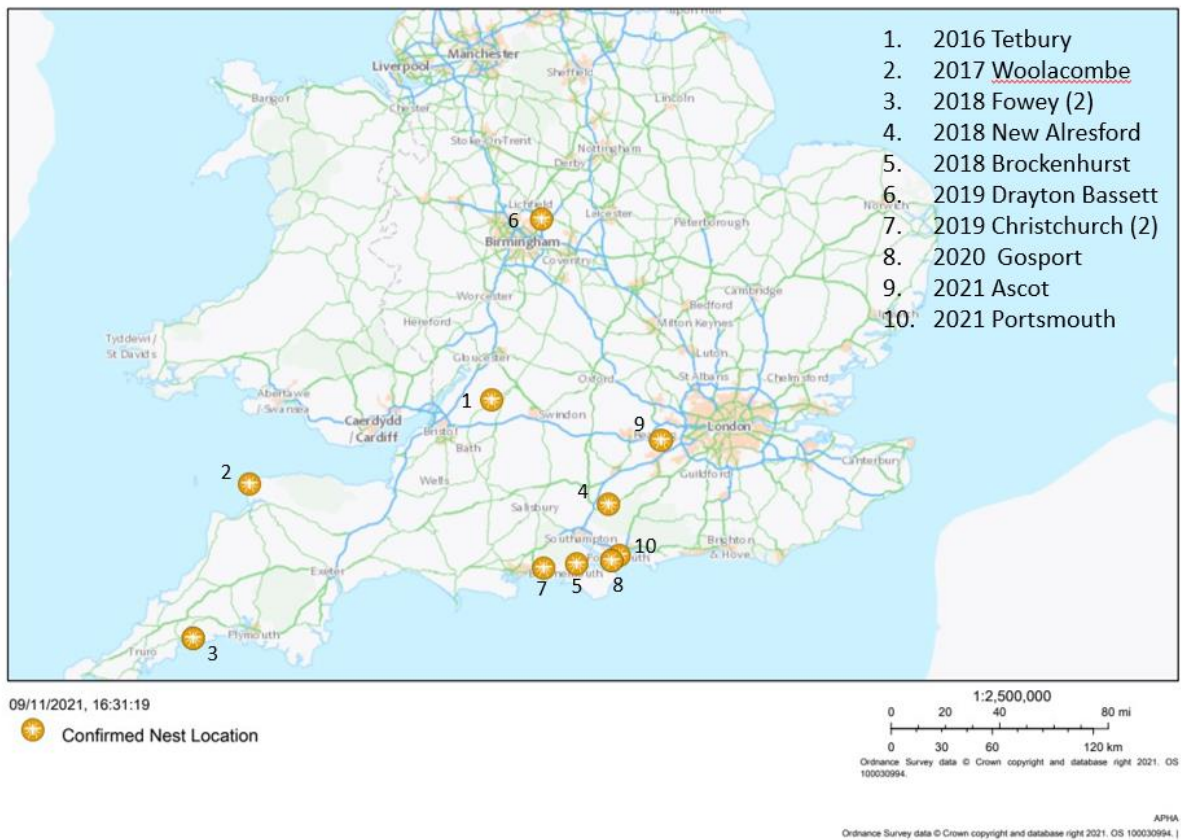 Manchester
Liverpool
Sheffield
Bangor
Chester
Lincoln
Stoke-On-Trent
Nottingham
Derby
Norwich
Lichfield
Leicester
Peterborough
6
Birmingham
Coventry
Worcester
Cambridge
Bedford
Hereford
Milton Keynes
Tyddewi /
St Davids
Gloucester
Luton
Oxford
St Albans
Chelmsford
Abertawe
/ Swansea
1
Swindon
Caerdydd
/ Cardiff
9
London
Bristol
Bath
Canterbury
Guildford
2
Wells
4
Salisbury
Southampton
10
Brighton
& Hove
7
5
8
Exeter
Plymouth
Truro
3
1. 2016 Tetbury
2. 2017 Woolacombe
3. 2018 Fowey (2)
4. 2018 New Alresford
5. 2018 Brockenhurst
6. 2019 Drayton Bassett
7. 2019 Christchurch (2)
8. 2020 Gosport
9. 2021 Ascot
10. 2021 Portsmouth
09/11/2021, 16:31:19
Confirmed Nest Location
1:2,500,000
0 20 40 80 mi
0 30 60 120 km
Ordnance Survey data © Crown copyright and database right 2021. OS
100030994.
APHA
Ordnance Survey data © Crown copyright and database right 2021. OS 100030994. |